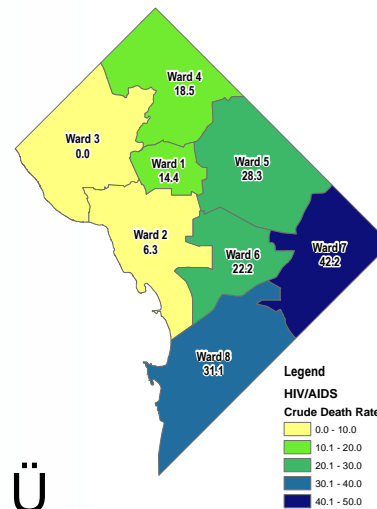 Ward 4
18.5
Ward 3
0.0
Ward 1
14.4
Ward 5
28.3
Ward 2
6.3
Ward 6
22.2
Ward 7
42.2
Ward 8
31.1
Legend
HIV/AIDS
Crude Death Rate
0.0 - 10.0
10.1 - 20.0
20.1 - 30.0
30.1 - 40.0
40.1 - 50.0
Ü